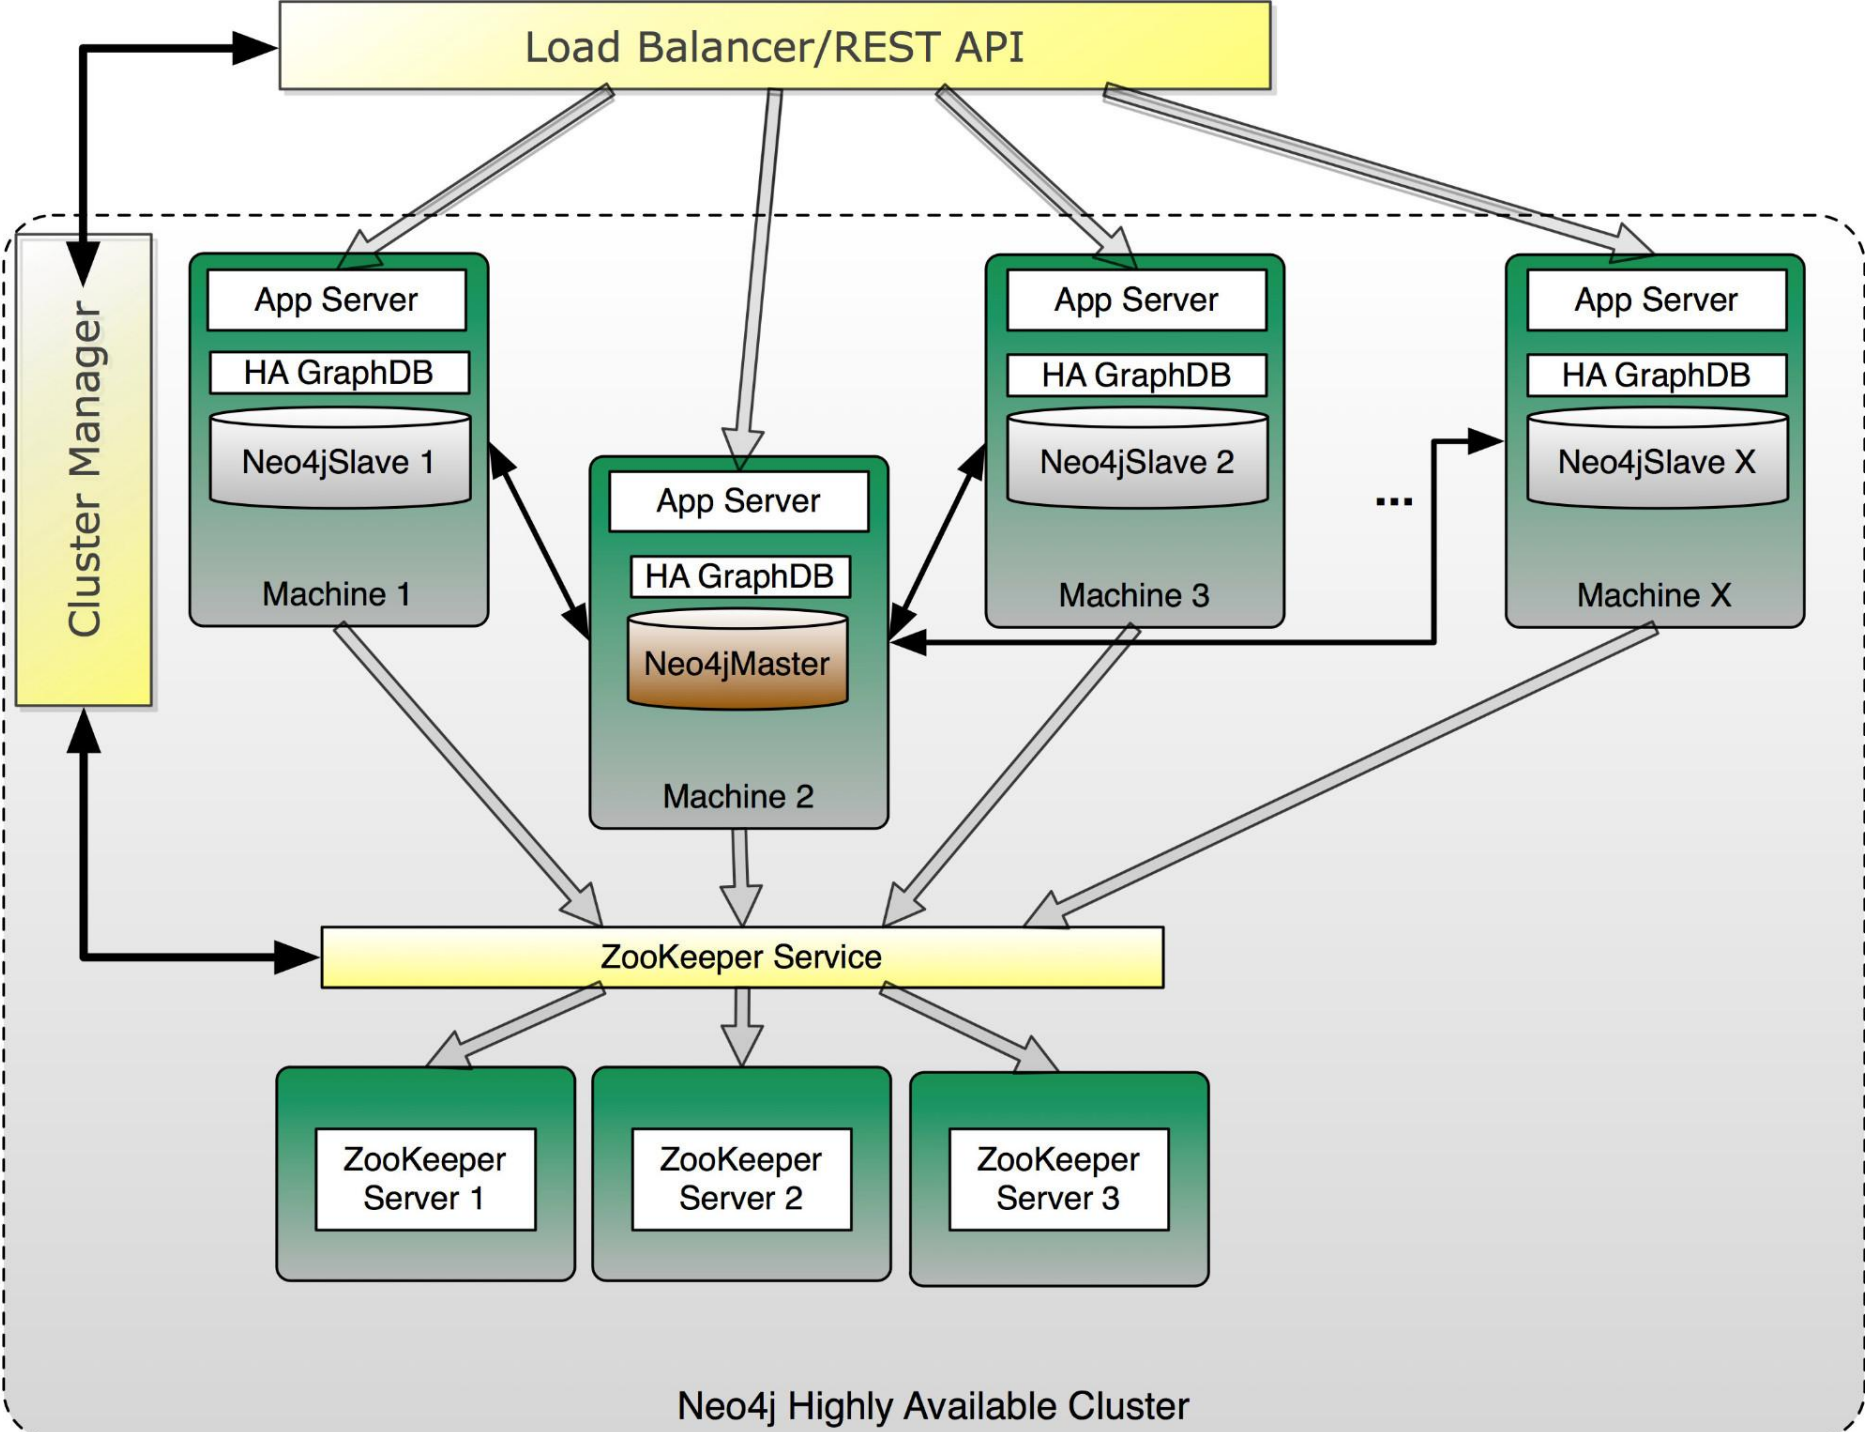 Load Balancer/REST API
Cluster Manager
App Server
HA GraphDB
Neo4jSlave 1
Machine 1
App Server
HA GraphDB
Neo4jMaster
Machine 2
App Server
HA GraphDB
Neo4jSlave 2
Machine 3
...
App Server
HA GraphDB
Neo4jSlave X
Machine X
ZooKeeper Service
ZooKeeper
Server 1
ZooKeeper
Server 2
ZooKeeper
Server 3
Neo4j Highly Available Cluster